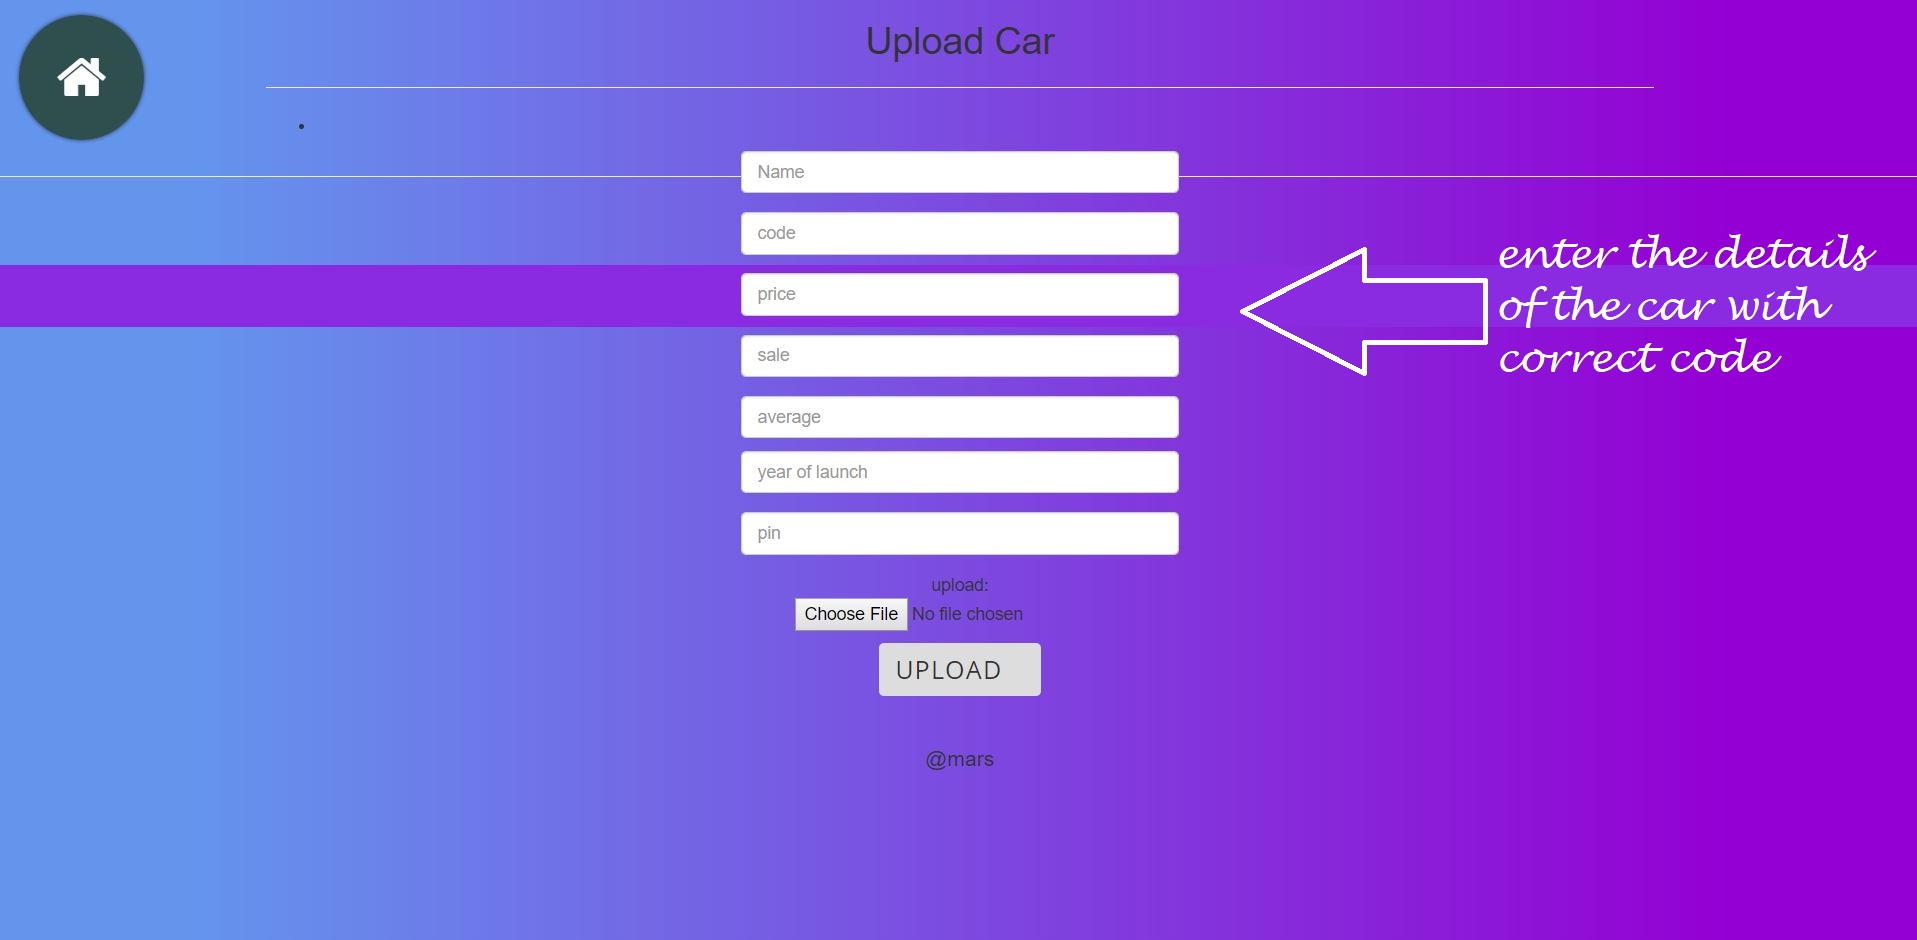 Upload Car
Name
code
price
sale
average
year of launch
pin
enter the details
of the car with
correct code
upload:
Choose File No file chosen
UPLOAD
@mars